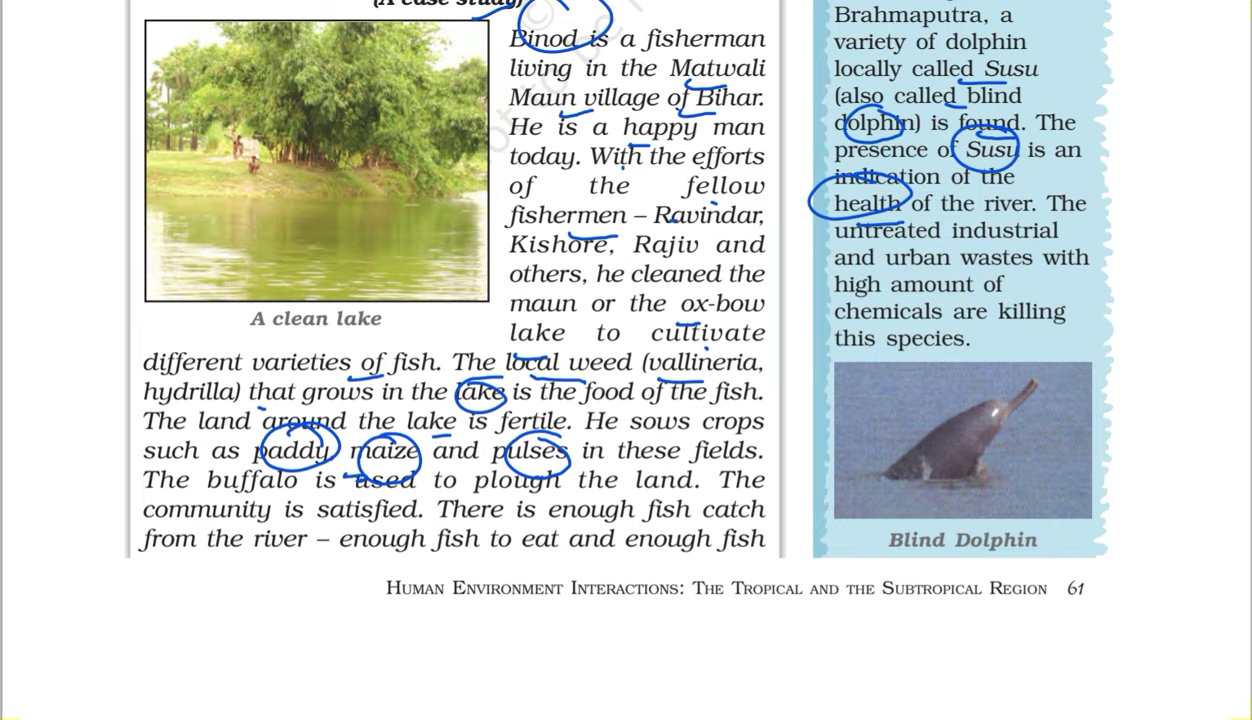 (A case study)
Binod is a fisherman
living in the Matwali
Maun village of Bihar.
He is a happy man
today. With the efforts
of the fellow
fishermen – Ravindar,
Kishore, Rajiv and
others, he cleaned the
maun or the ox-bow
lake to cultivate
A clean lake
different varieties of fish. The local weed (vallineria,
hydrilla) that grows in the lake is the food of the fish.
The land around the lake is fertile. He sows crops
such as paddy, maize and pulses in these fields.
The buffalo is used to plough the land. The
community is satisfied. There is enough fish catch
from the river – enough fish to eat and enough fish
Brahmaputra, a
variety of dolphin
locally called Susu
(also called blind
dolphin) is found. The
presence of Susu is an
indication of the
health of the river. The
untreated industrial
and urban wastes with
high amount of
chemicals are killing
this species.
Blind Dolphin
Human Environment Interactions: The Tropical and the Subtropical Region 61